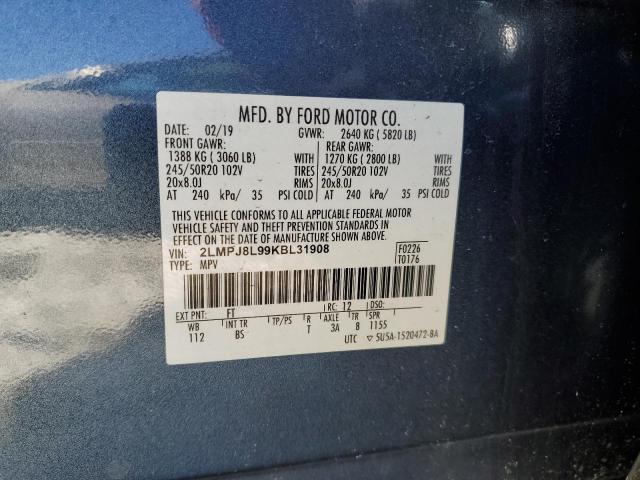 MFD. BY FORD MOTOR CO.
DATE: 02/19 GVWR: 2640 KG ( 5820 LB)
FRONT GAWR: REAR GAWR:
1388 KG ( 3060 LB) 1270 KG ( 2800 LB)
245/50R20 102V TIRES 245/50R20 102V TIRES
20x8.0J RIMS 20x8.0J RIMS
AT 240 kPa/ 35 PSI COLD AT 240 kPa/ 35 PSI COLD
THIS VEHICLE CONFORMS TO ALL APPLICABLE FEDERAL MOTOR
VEHICLE SAFETY AND THEFT PREVENTION STANDARDS IN
EFFECT ON THE DATE OF MANUFACTURE SHOWN ABOVE.
VIN: 2LMPJ8L99KBL31908 F0226
TYPE: MPV T0176
EXT PNT: FT RC: 12 DSO:
WB INT TR TP/PS R AXLE TR SPR
112 BS T 3A 8 1155
UTC ▽ 5U5A-1520472-BA